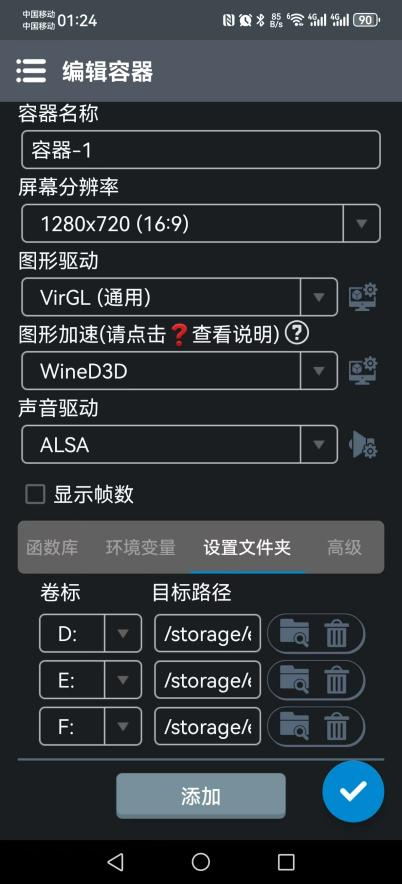 中国移动
中国移动 01:24 85 B/s 6 4G 4G 90
编辑容器
容器名称
容器-1
屏幕分辨率
1280x720 (16:9)
图形驱动
VirGL (通用)
图形加速(请点击❓查看说明)
WineD3D
声音驱动
ALSA
显示帧数
函数库 环境变量 设置文件夹 高级
卷标 目标路径
D: /storage/e
E: /storage/e
F: /storage/e
添加